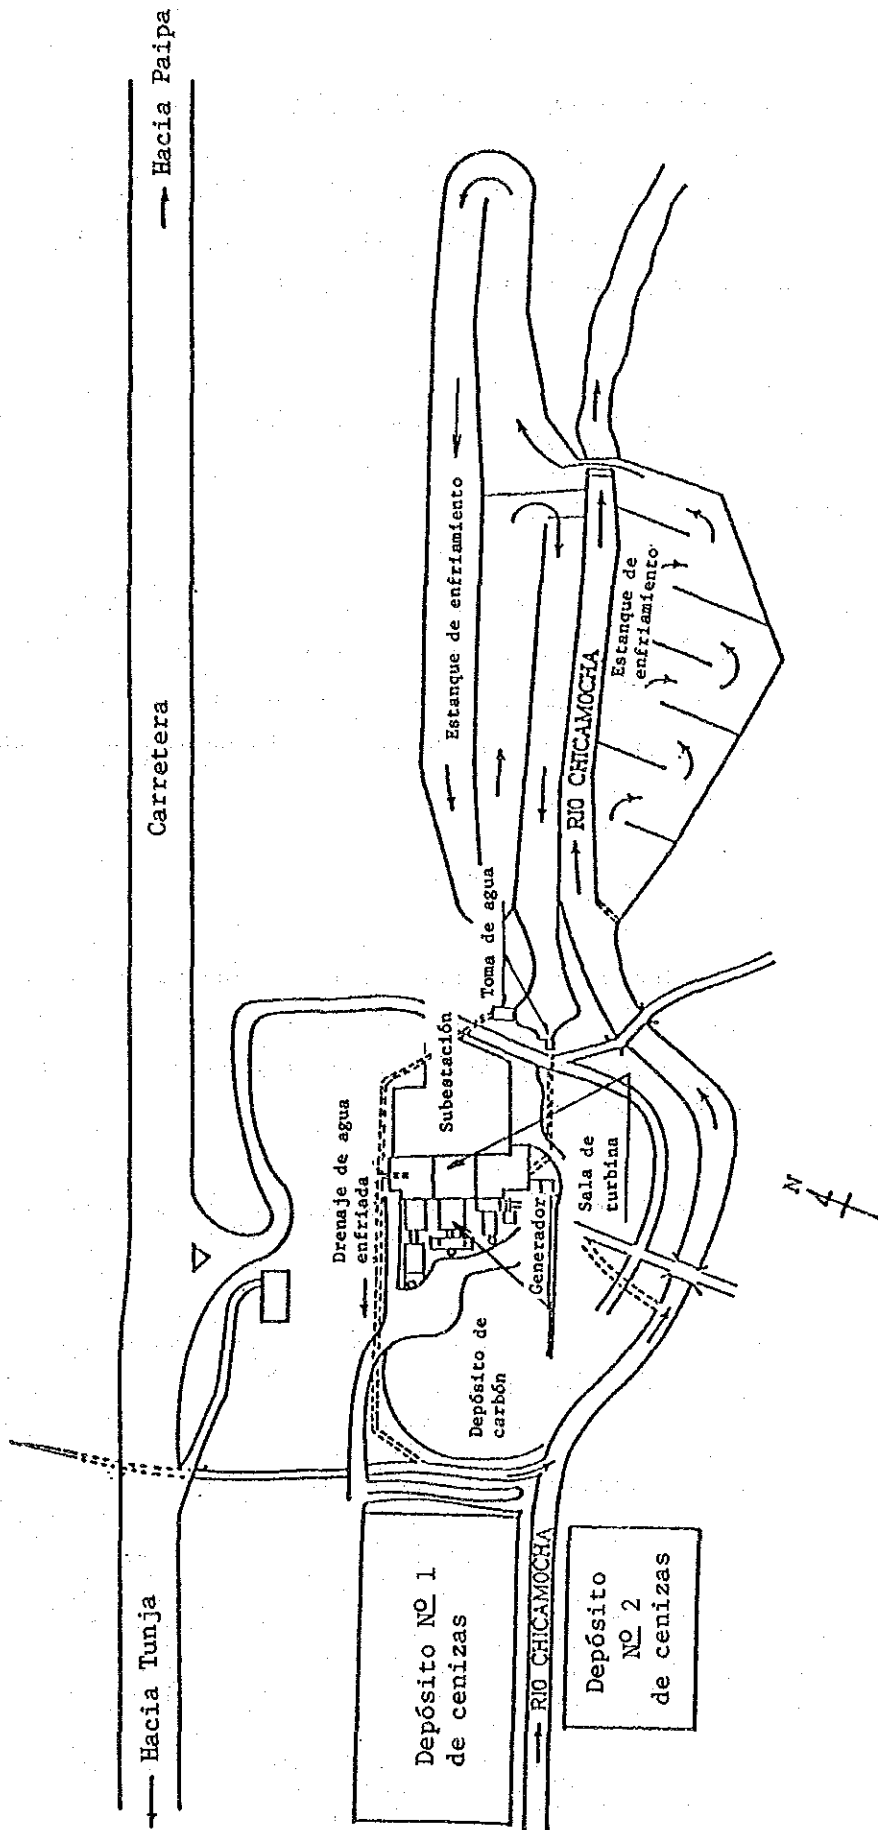 Hacia Tunja
Carretera
Hacia Paipa
Drenaje de agua
enfriada
Subestación
Toma de agua
Estanque de enfriamiento
Depósito Nº 1
de cenizas
Depósito de
carbón
Generador
Sala de
turbina
RIO CHICAMOCHA
RIO CHICAMOCHA
Estanque de
enfriamiento
Depósito
Nº 2
de cenizas
N